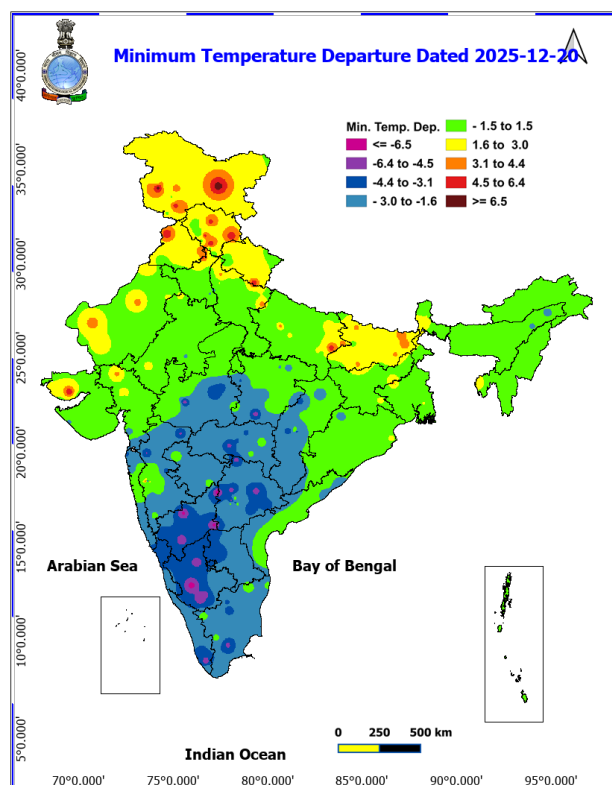 Minimum Temperature Departure Dated 2025-12-20
Min. Temp. Dep.
<= -6.5
-6.4 to -4.5
-4.4 to -3.1
- 3.0 to -1.6
- 1.5 to 1.5
1.6 to 3.0
3.1 to 4.4
4.5 to 6.4
>= 6.5
40°0.000'
35°0.000'
30°0.000'
25°0.000'
20°0.000'
15°0.000'
10°0.000'
5°0.000'
Arabian Sea
Bay of Bengal
Indian Ocean
0 250 500 km
70°0.000' 75°0.000' 80°0.000' 85°0.000' 90°0.000' 95°0.000'